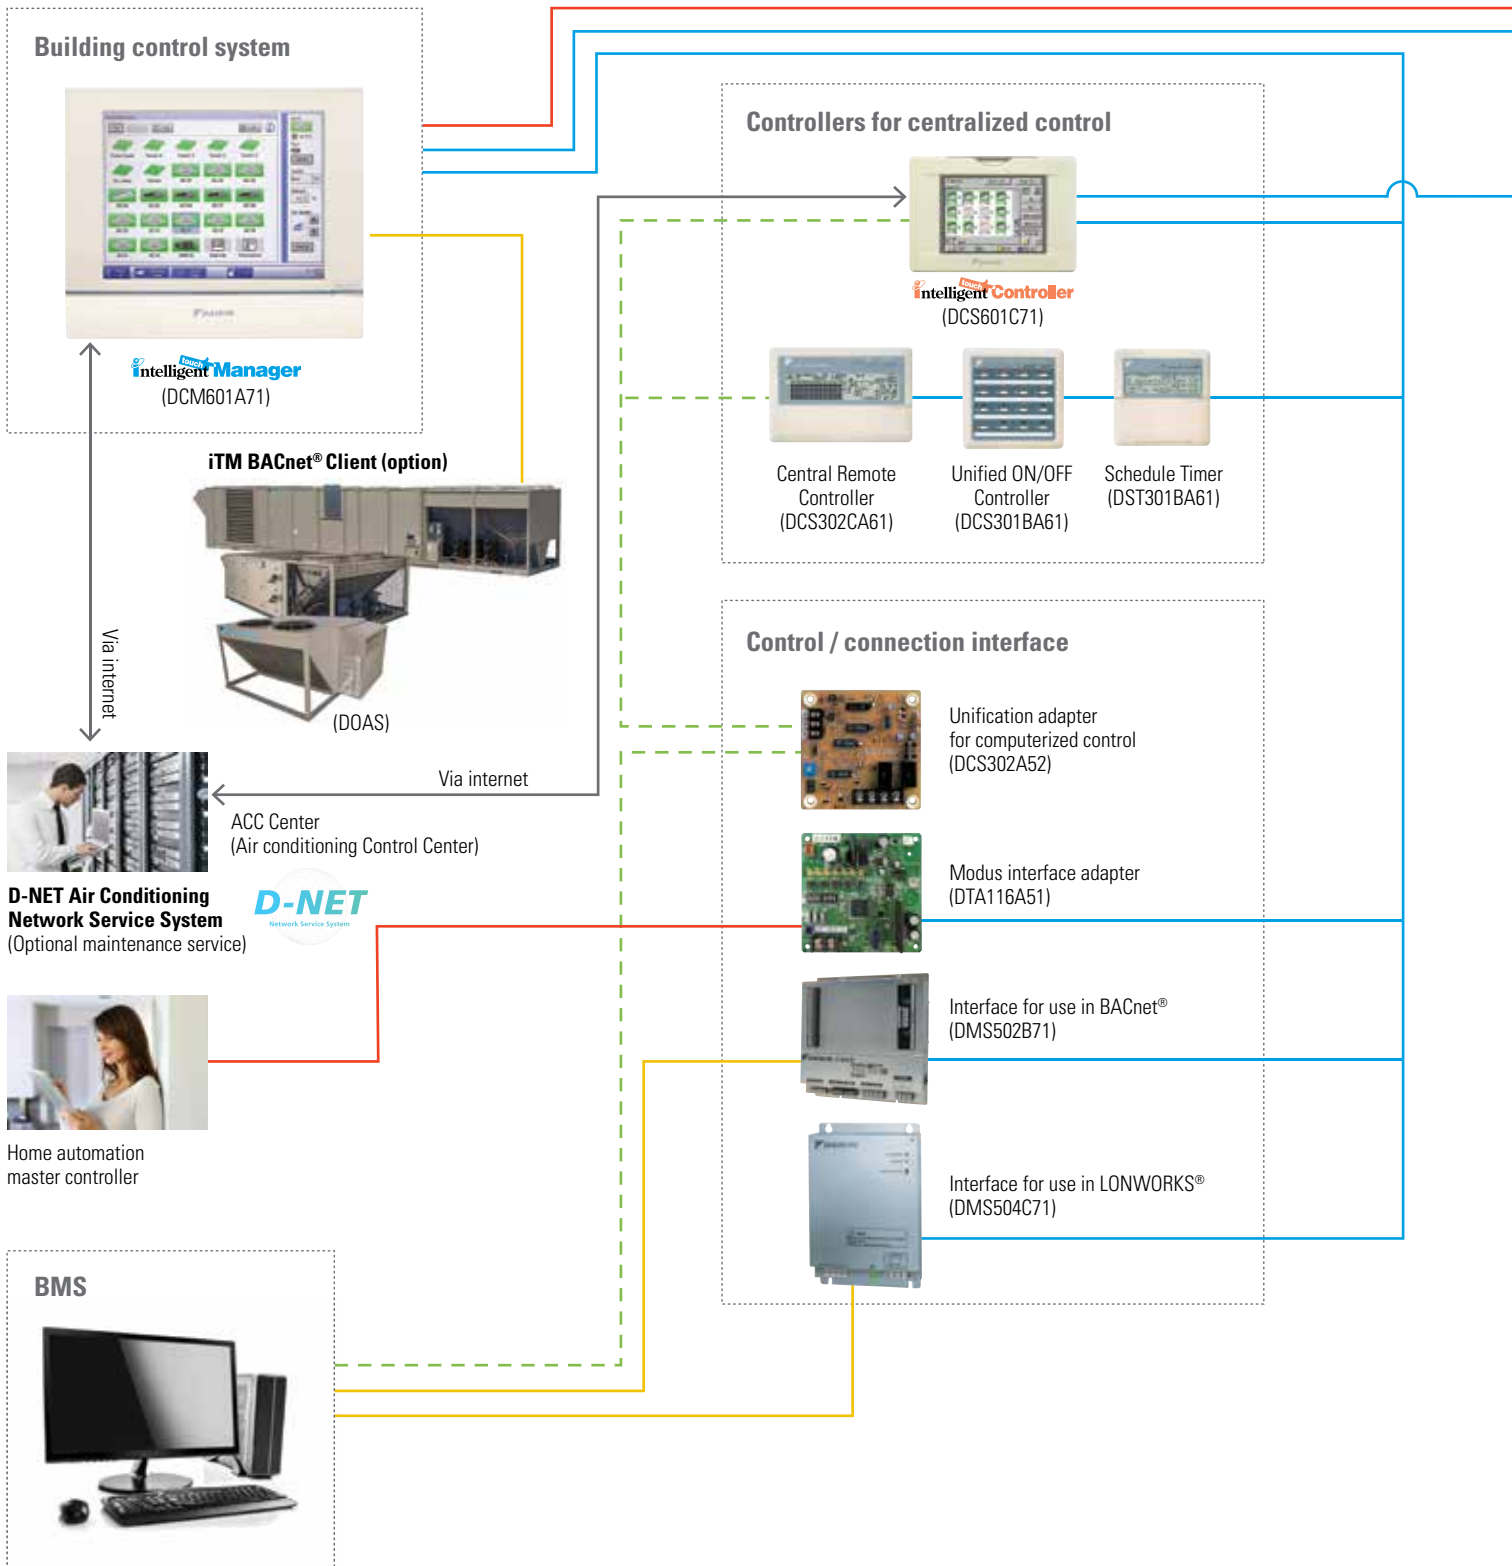 Building control system
DAIKIN
intelligent touch Manager
(DCM601A71)
iTM BACnet® Client (option)
(DOAS)
Via internet
Via internet
ACC Center
(Air conditioning Control Center)
D-NET Air Conditioning
Network Service System
(Optional maintenance service)
D-NET
Network Service System
Home automation
master controller
BMS
Controllers for centralized control
intelligent touch Controller
(DCS601C71)
Central Remote
Controller
(DCS302CA61)
Unified ON/OFF
Controller
(DCS301BA61)
Schedule Timer
(DST301BA61)
Control / connection interface
Unification adapter
for computerized control
(DCS302A52)
Modus interface adapter
(DTA116A51)
Interface for use in BACnet®
(DMS502B71)
Interface for use in LONWORKS®
(DMS504C71)